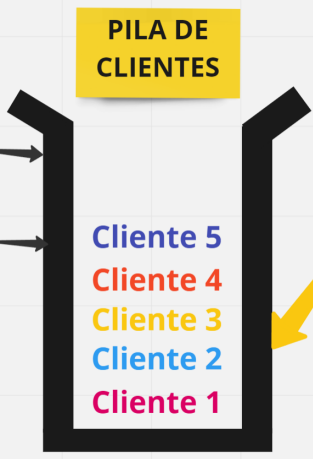 PILA DE
CLIENTES
Cliente 5
Cliente 4
Cliente 3
Cliente 2
Cliente 1